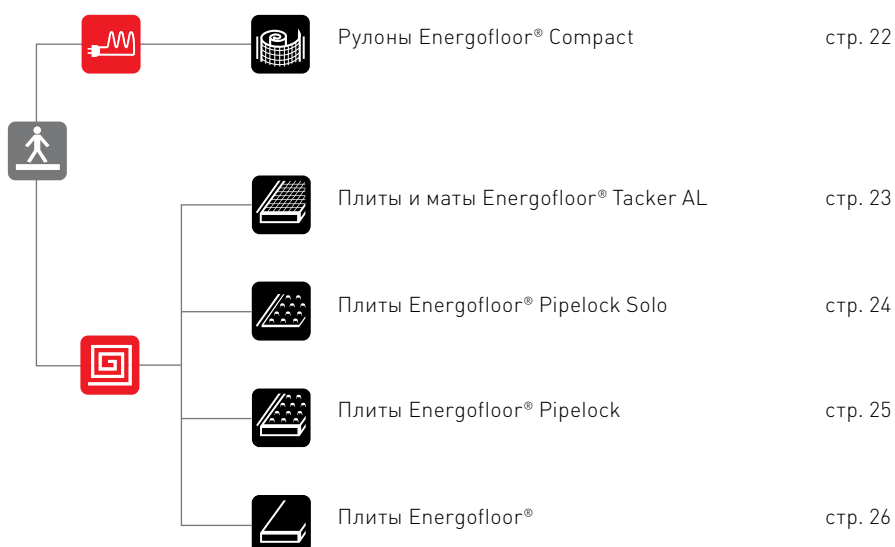 Рулоны Energofloor® Compact стр. 22
Плиты и маты Energofloor® Tacker AL стр. 23
Плиты Energofloor® Pipelock Solo стр. 24
Плиты Energofloor® Pipelock стр. 25
Плиты Energofloor® стр. 26